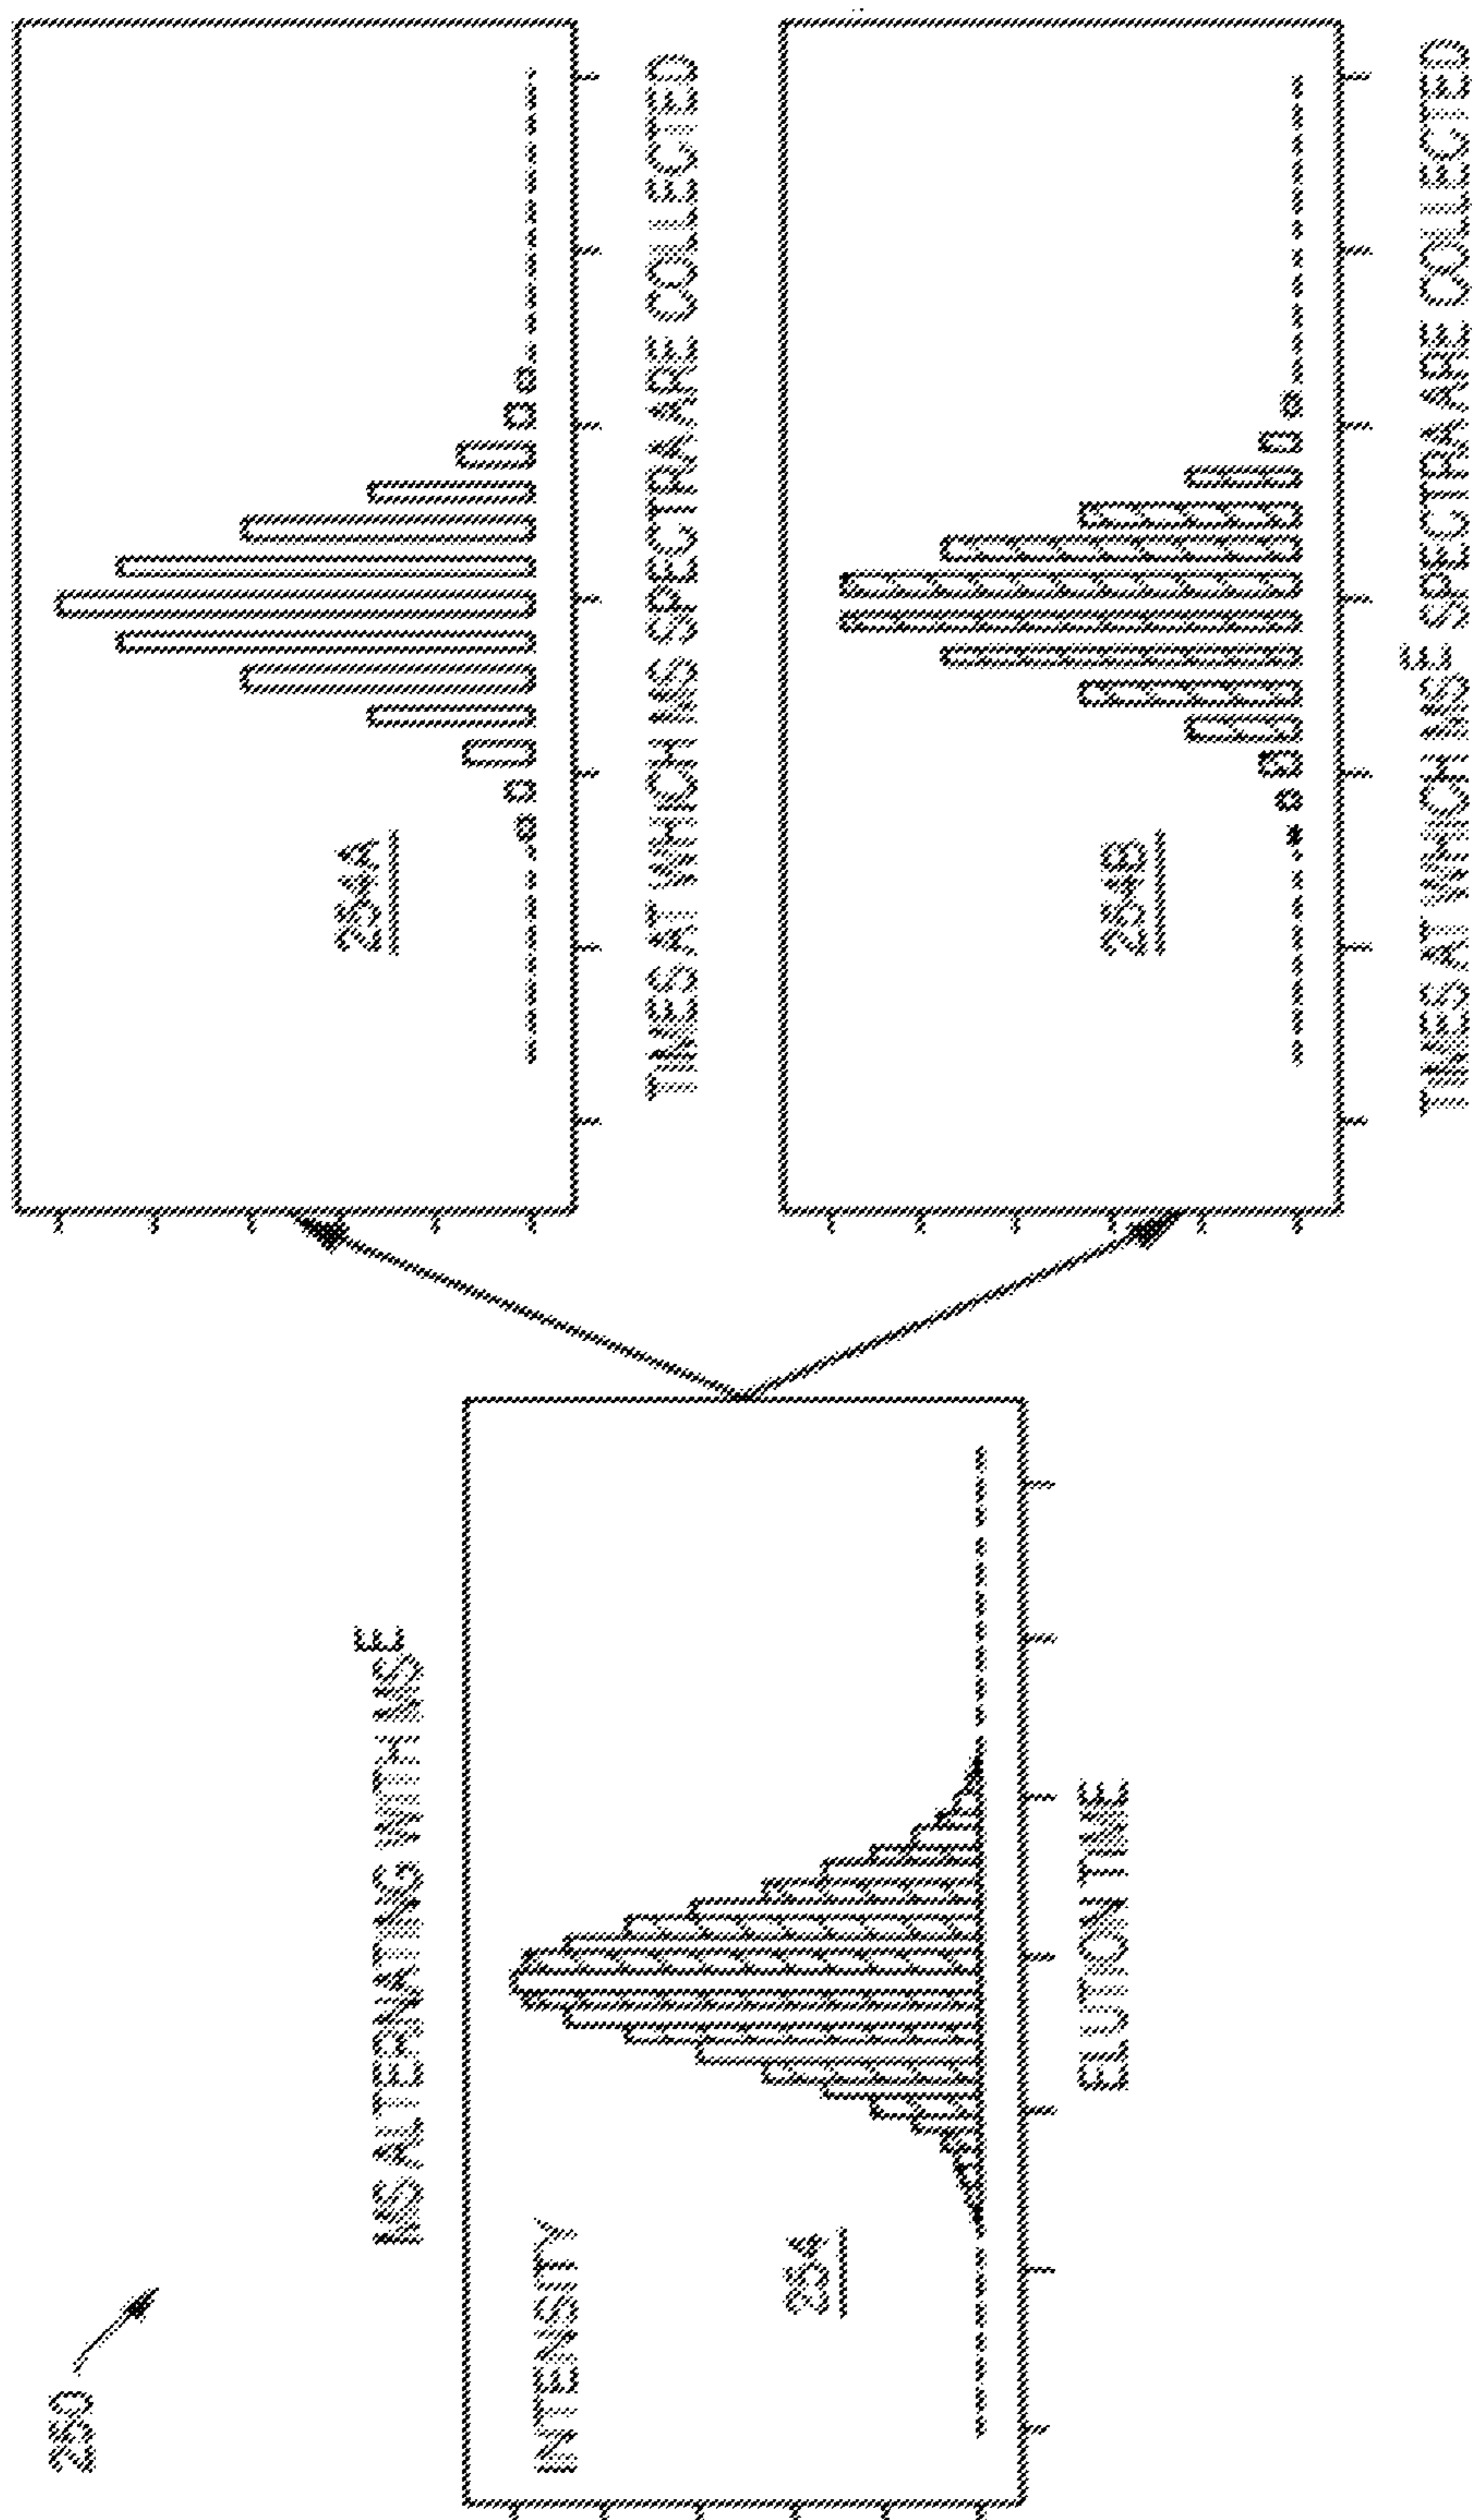 250
MS ALTERNATING WITH MS^E
INTENSITY
254
ELUTION TIME
254A
TIMES AT WHICH MS SPECTRA ARE COLLECTED
254B
TIMES AT WHICH MS^E SPECTRA ARE COLLECTED